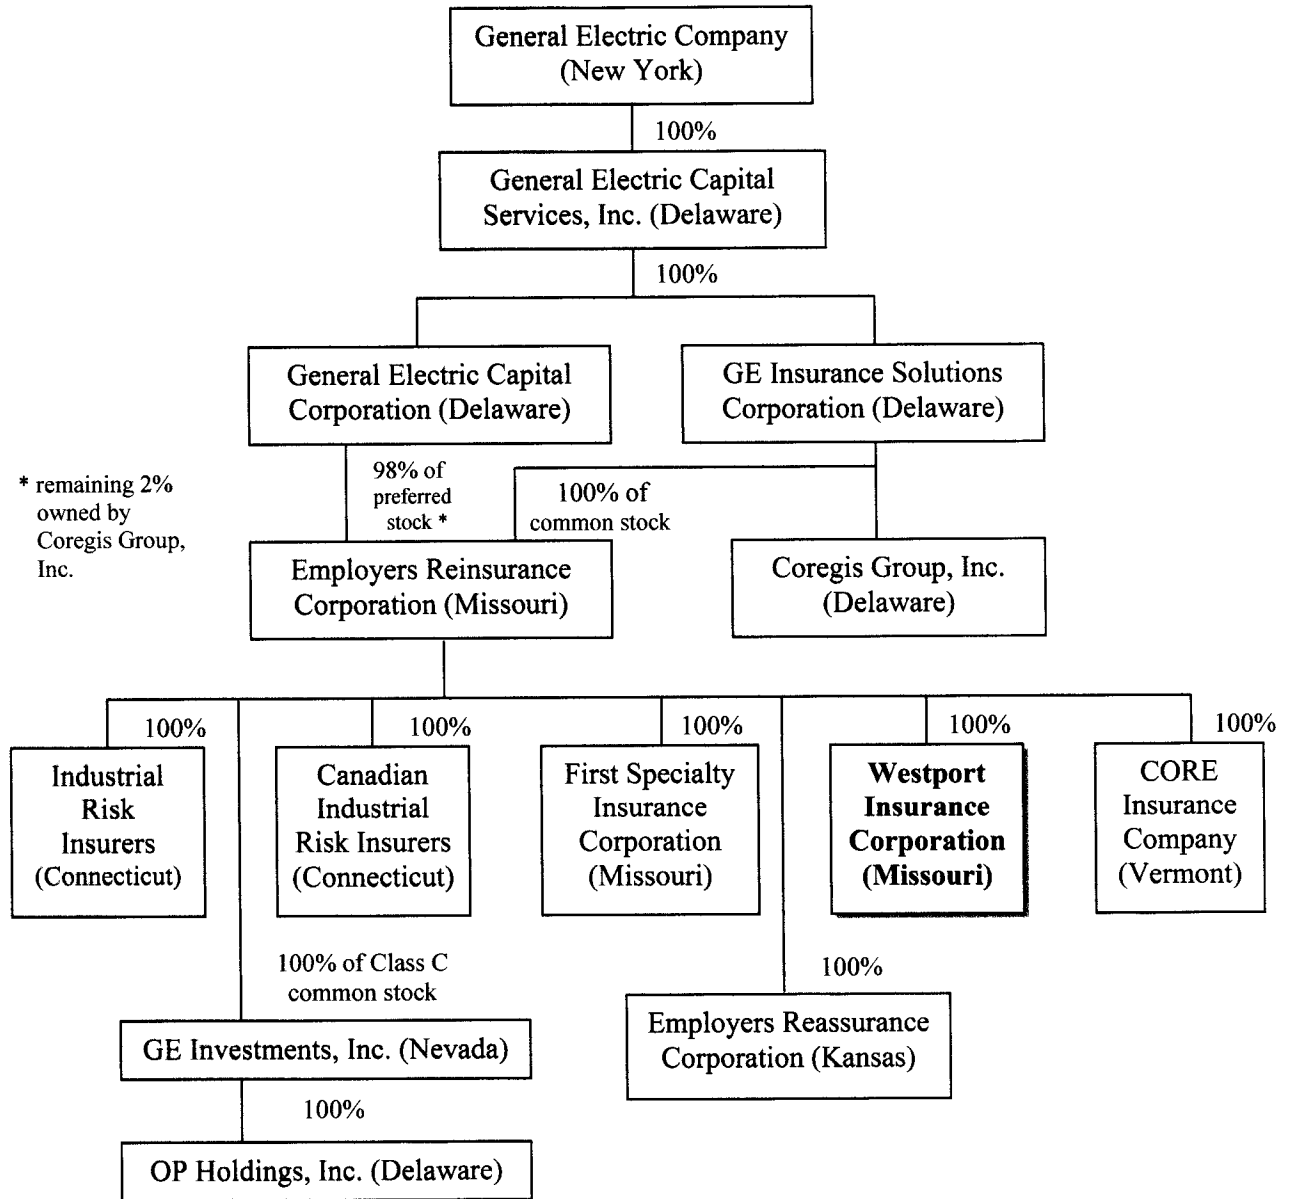 General Electric Company
(New York)
100%
General Electric Capital
Services, Inc. (Delaware)
100%
General Electric Capital
Corporation (Delaware)
GE Insurance Solutions
Corporation (Delaware)
* remaining 2%
owned by
Coregis Group,
Inc.
98% of
preferred
stock *
100% of
common stock
Employers Reinsurance
Corporation (Missouri)
Coregis Group, Inc.
(Delaware)
100%
Industrial
Risk
Insurers
(Connecticut)
100%
Canadian
Industrial
Risk Insurers
(Connecticut)
100%
First Specialty
Insurance
Corporation
(Missouri)
100%
Westport
Insurance
Corporation
(Missouri)
100%
CORE
Insurance
Company
(Vermont)
100% of Class C
common stock
GE Investments, Inc. (Nevada)
100%
Employers Reassurance
Corporation (Kansas)
100%
OP Holdings, Inc. (Delaware)